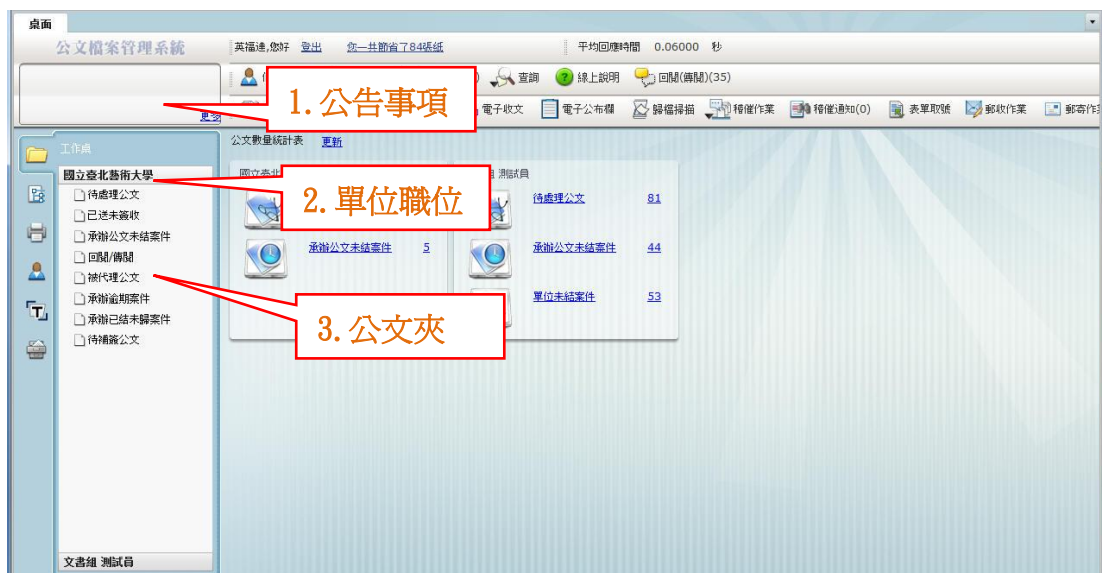 桌面
公文檔案管理系統
英福達,您好 登出 您一共節省了84張紙 平均回應時間 0.06000 秒
查詢 線上說明 回閱(傳閱)(35)
1.公告事項
電子收文 電子公布欄 歸檔掃描 稽催作業 稽催通知(0) 表單取號 郵收作業
工作桌
公文數量統計表 更新
國立臺北藝術大學
待處理公文
已送未簽收
承辦公文未結案件
回閱/傳閱
被代理公文
承辦逾期案件
承辦已結未歸案件
待補簽公文
文書組 測試員
2.單位職位
國立臺北
測試員
待處理公文 81
承辦公文未結案件 5
承辦公文未結案件 44
單位未結案件 53
3.公文夾